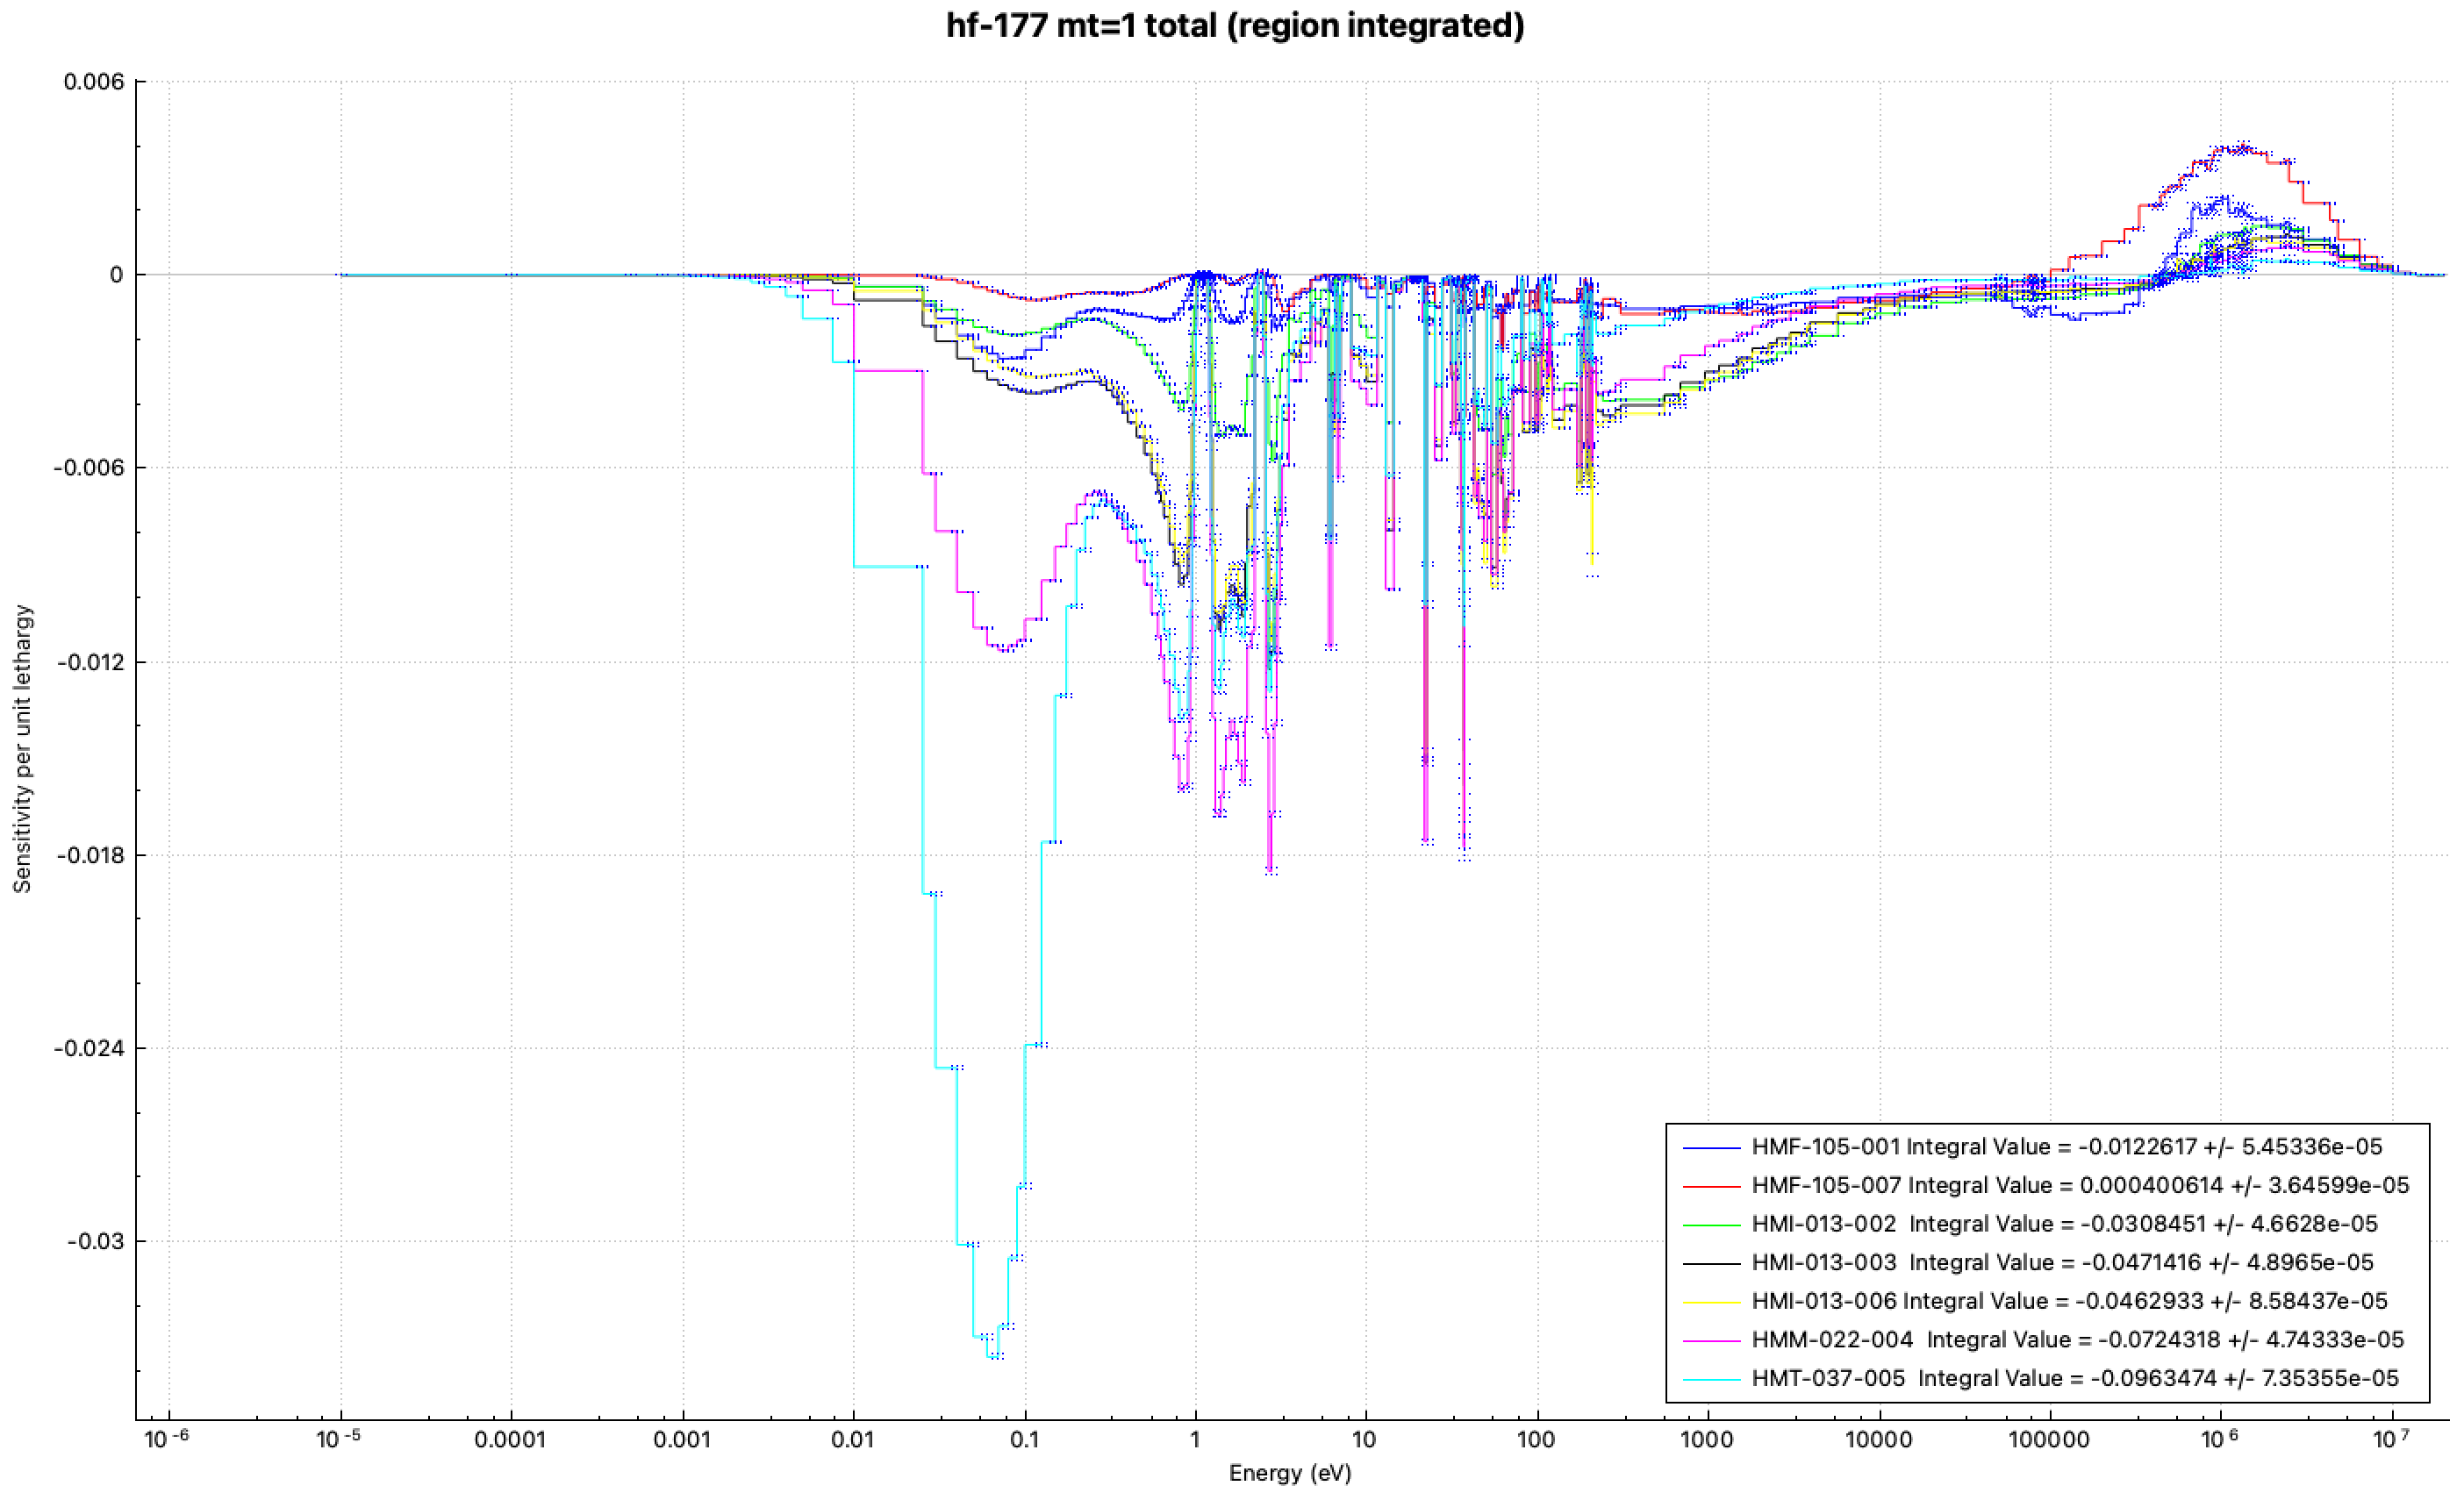 hf-177 mt=1 total (region integrated)
0.006
0
-0.006
-0.012
-0.018
-0.024
-0.03
Sensitivity per unit lethargy
10⁻⁶ 10⁻⁵ 0.0001 0.001 0.01 0.1 1 10 100 1000 10000 100000 10⁶ 10⁷
Energy (eV)
HMF-105-001 Integral Value = -0.0122617 +/- 5.45336e-05
HMF-105-007 Integral Value = 0.000400614 +/- 3.64599e-05
HMI-013-002 Integral Value = -0.0308451 +/- 4.6628e-05
HMI-013-003 Integral Value = -0.0471416 +/- 4.8965e-05
HMI-013-006 Integral Value = -0.0462933 +/- 8.58437e-05
HMM-022-004 Integral Value = -0.0724318 +/- 4.74333e-05
HMT-037-005 Integral Value = -0.0963474 +/- 7.35355e-05